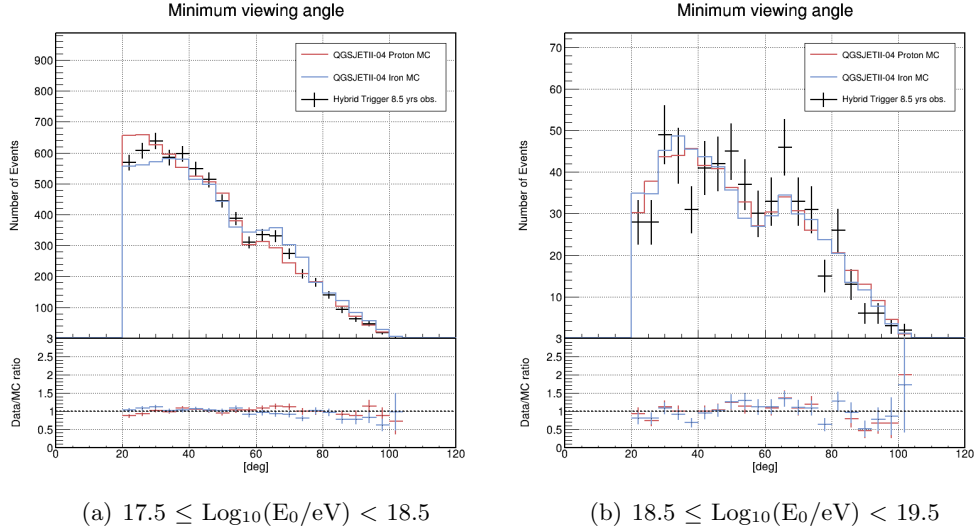 Minimum viewing angle
Number of Events
900
800
700
600
500
400
300
200
100
3
QGSJETII-04 Proton MC
QGSJETII-04 Iron MC
Hybrid Trigger 8.5 yrs obs.
Data/MC ratio
2.5
2
1.5
1
0.5
0
0 20 40 60 80 100 120
[deg]
(a) 17.5 ≤ Log₁₀(E₀/eV) < 18.5
Minimum viewing angle
Number of Events
70
60
50
40
30
20
10
3
QGSJETII-04 Proton MC
QGSJETII-04 Iron MC
Hybrid Trigger 8.5 yrs obs.
Data/MC ratio
2.5
2
1.5
1
0.5
0
0 20 40 60 80 100 120
[deg]
(b) 18.5 ≤ Log₁₀(E₀/eV) < 19.5